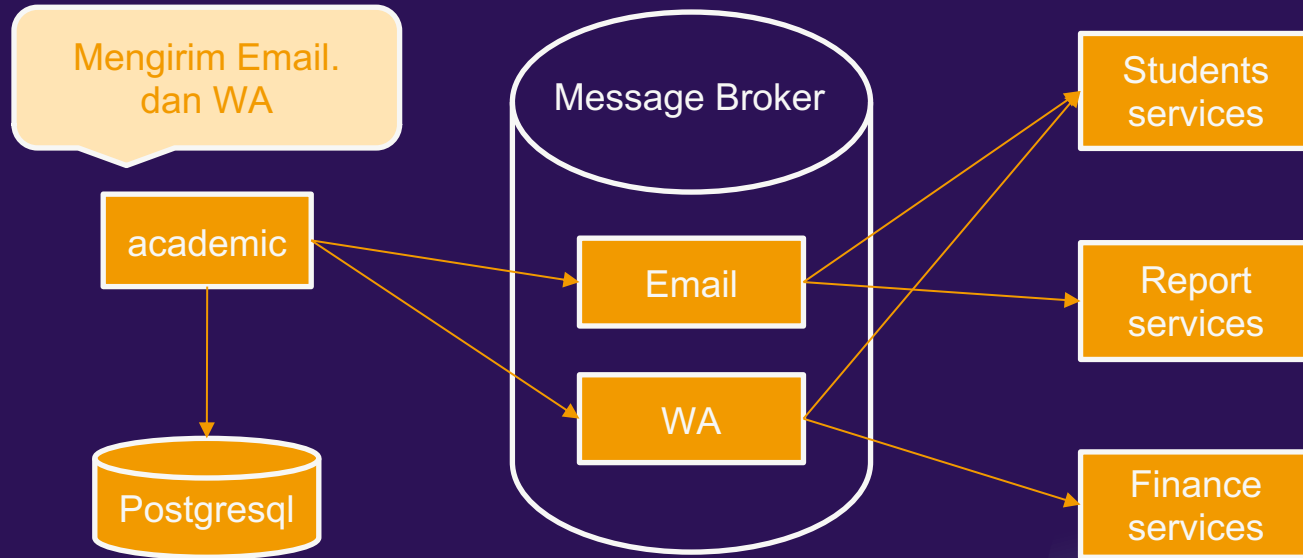 Mengirim Email.
dan WA
academic
Postgresql
Message Broker
Email
WA
Students
services
Report
services
Finance
services